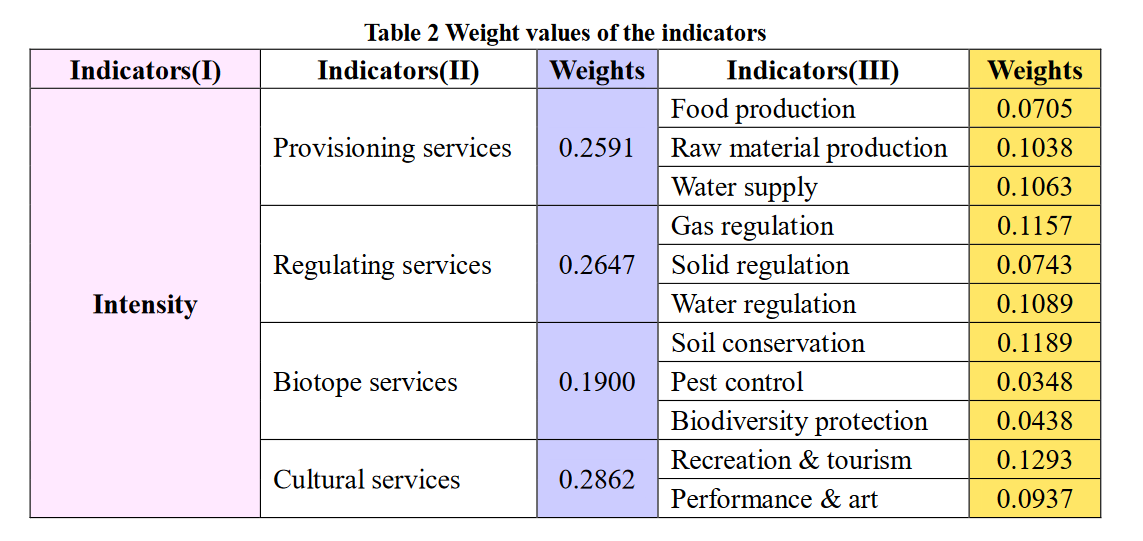 Table 2 Weight values of the indicators
Indicators(I) Indicators(II) Weights Indicators(III) Weights
Intensity
Provisioning services 0.2591
Food production 0.0705
Raw material production 0.1038
Water supply 0.1063
Regulating services 0.2647
Gas regulation 0.1157
Solid regulation 0.0743
Water regulation 0.1089
Biotope services 0.1900
Soil conservation 0.1189
Pest control 0.0348
Biodiversity protection 0.0438
Cultural services 0.2862
Recreation & tourism 0.1293
Performance & art 0.0937